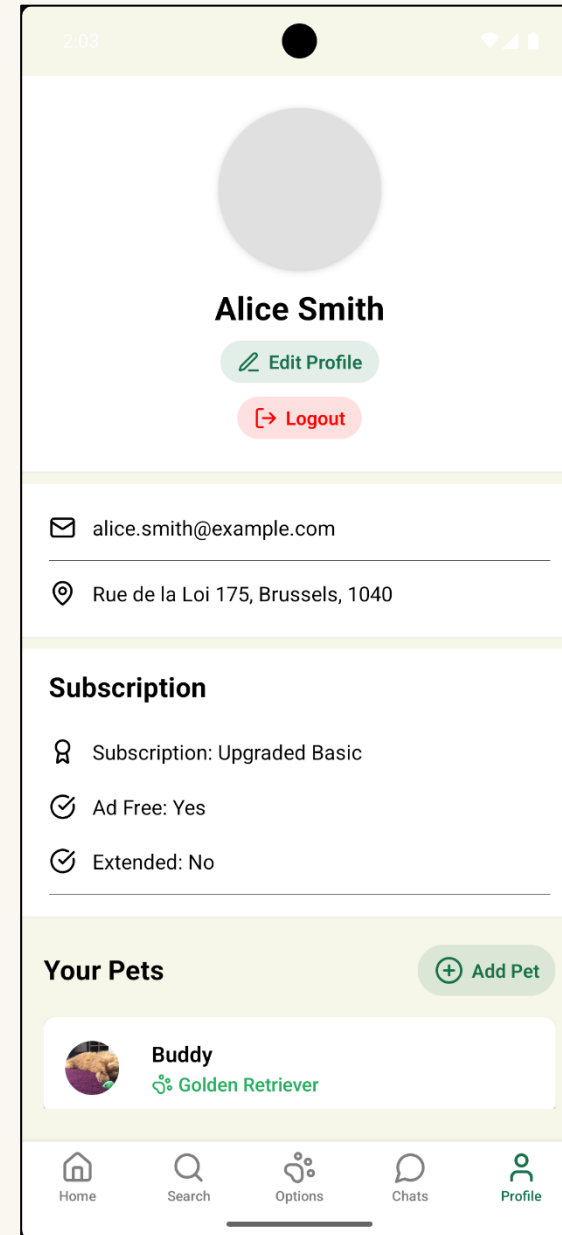 2:03
Alice Smith
Edit Profile
Logout
alice.smith@example.com
Rue de la Loi 175, Brussels, 1040
Subscription
Subscription: Upgraded Basic
Ad Free: Yes
Extended: No
Your Pets
Add Pet
Buddy
Golden Retriever
Home Search Options Chats Profile